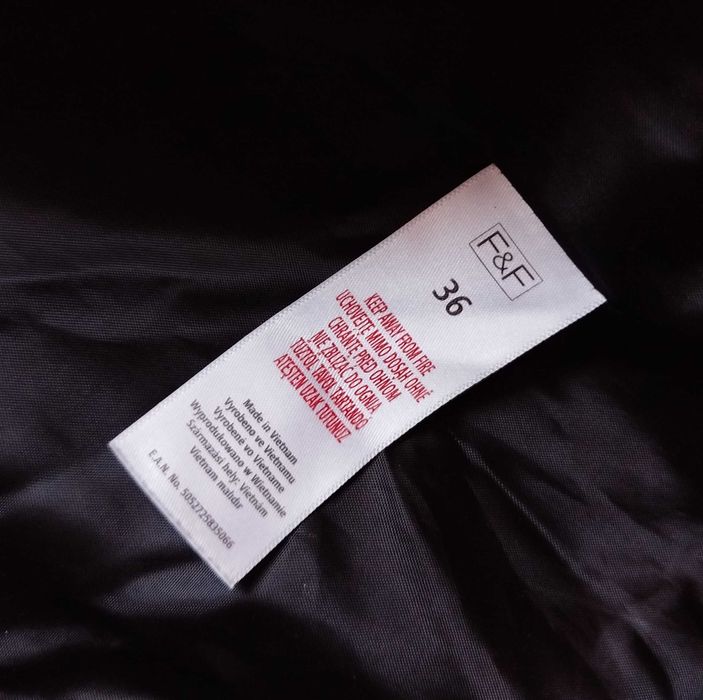 F&F
36
KEEP AWAY FROM FIRE
UCHOVEJTE MIMO DOSAH OHNĚ
CHRÁŇTE PRED OHŇOM
NIE ZBLIŻAĆ DO OGNIA
TŰZTŐL TÁVOL TARTANDÓ
ATEŞTEN UZAK TUTUNUZ
Made in Vietnam
Vyrobeno ve Vietnamu
Vyrobené vo Vietname
Wyprodukowano w Wietnamie
Származási hely: Vietnám
Vietnam malıdır
E.A.N. No. 5052725835066